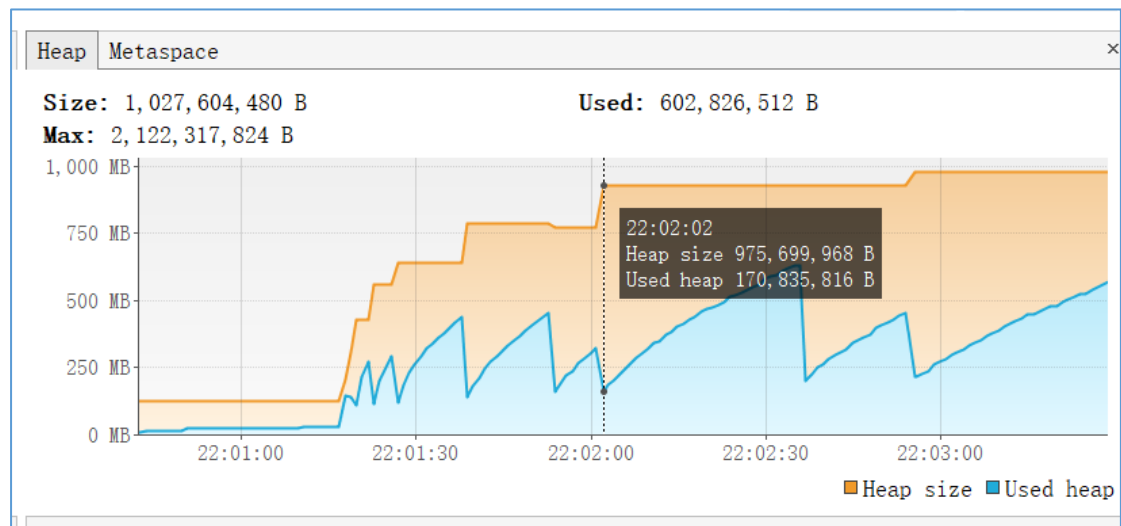 Heap Metaspace ×
Size: 1,027,604,480 B Used: 602,826,512 B
Max: 2,122,317,824 B
1,000 MB
750 MB
500 MB
250 MB
0 MB
22:02:02
Heap size 975,699,968 B
Used heap 170,835,816 B
22:01:00 22:01:30 22:02:00 22:02:30 22:03:00
Heap size Used heap